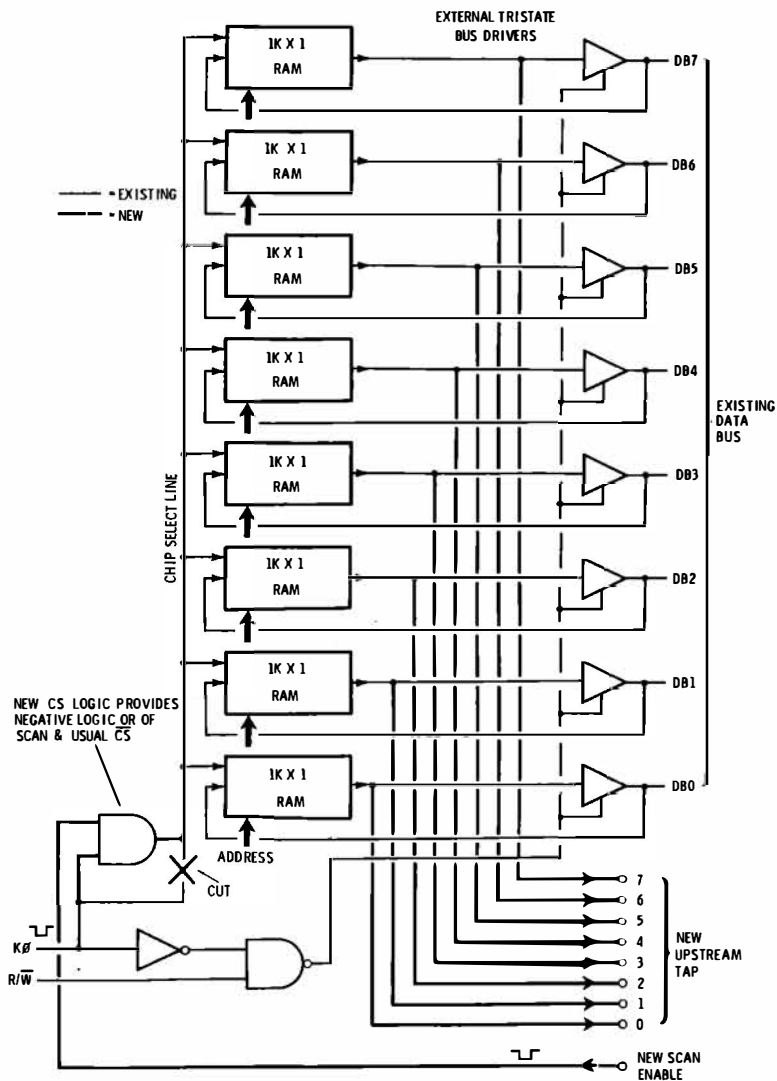 EXTERNAL TRISTATE
BUS DRIVERS
1K X 1
RAM
DB7
1K X 1
RAM
DB6
= EXISTING
= NEW
1K X 1
RAM
DB5
1K X 1
RAM
DB4
EXISTING
DATA
BUS
CHIP SELECT LINE
1K X 1
RAM
DB3
1K X 1
RAM
DB2
1K X 1
RAM
DB1
NEW CS LOGIC PROVIDES
NEGATIVE LOGIC OR OF
SCAN & USUAL C̅S̅
1K X 1
RAM
DB0
ADDRESS
CUT
7
6
5
4
3
2
1
0
NEW
UPSTREAM
TAP
KØ
R/W̅
NEW SCAN
ENABLE